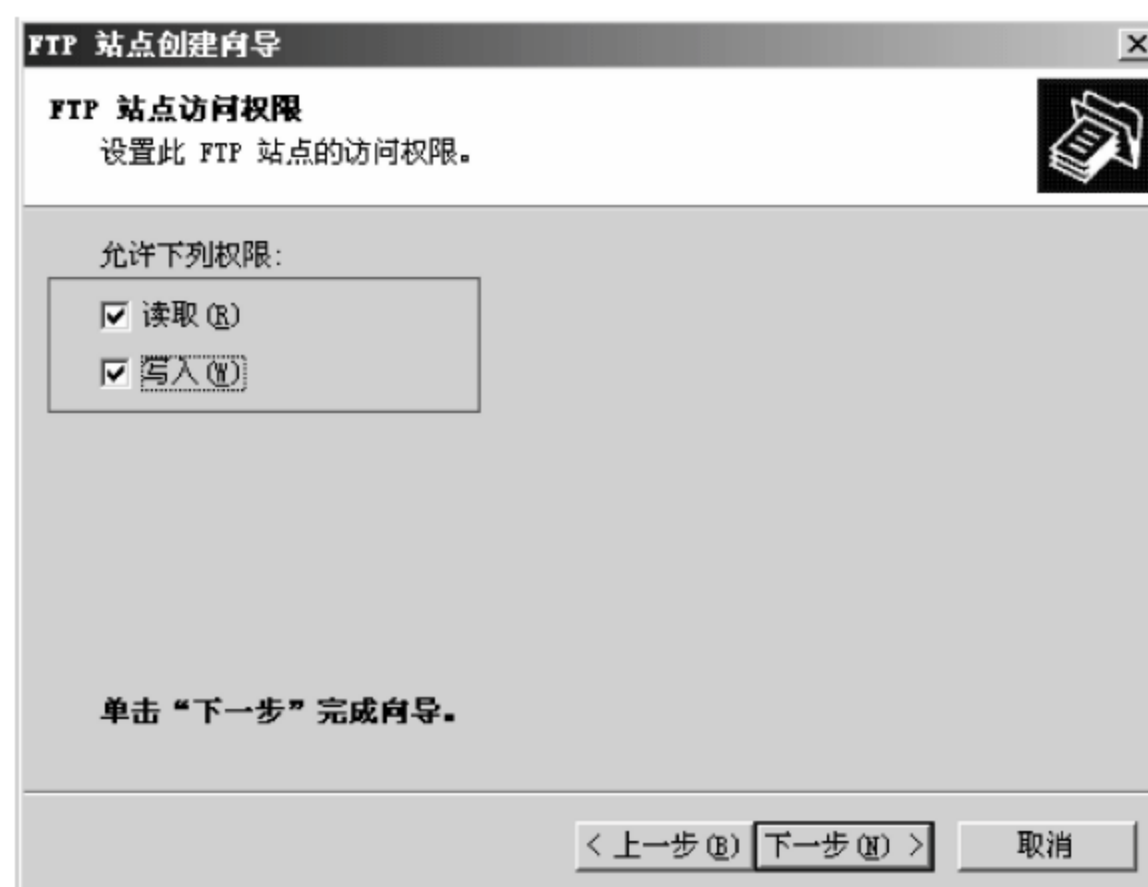 FTP 站点创建向导
FTP 站点访问权限
设置此 FTP 站点的访问权限。
允许下列权限:
读取(R)
写入(W)
单击“下一步”完成向导。
< 上一步(B) 下一步(N) > 取消